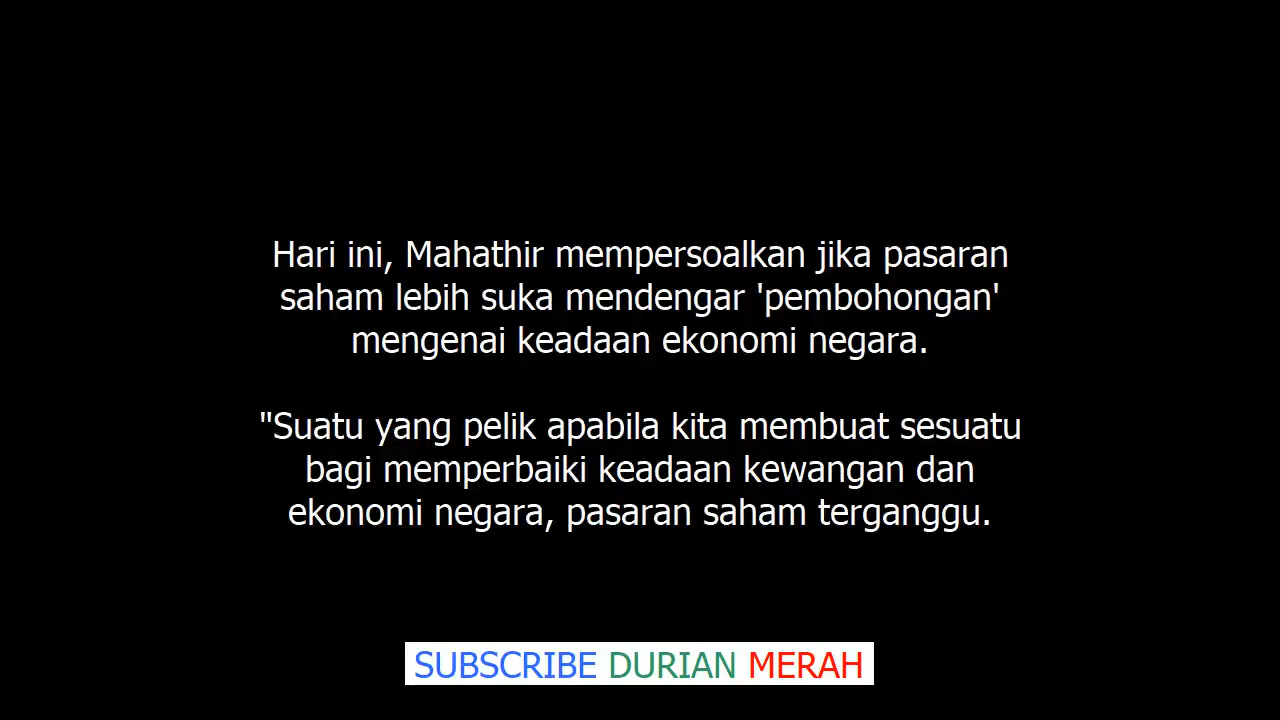 Hari ini, Mahathir mempersoalkan jika pasaran
saham lebih suka mendengar 'pembohongan'
mengenai keadaan ekonomi negara.
"Suatu yang pelik apabila kita membuat sesuatu
bagi memperbaiki keadaan kewangan dan
ekonomi negara, pasaran saham terganggu.
SUBSCRIBE DURIAN MERAH